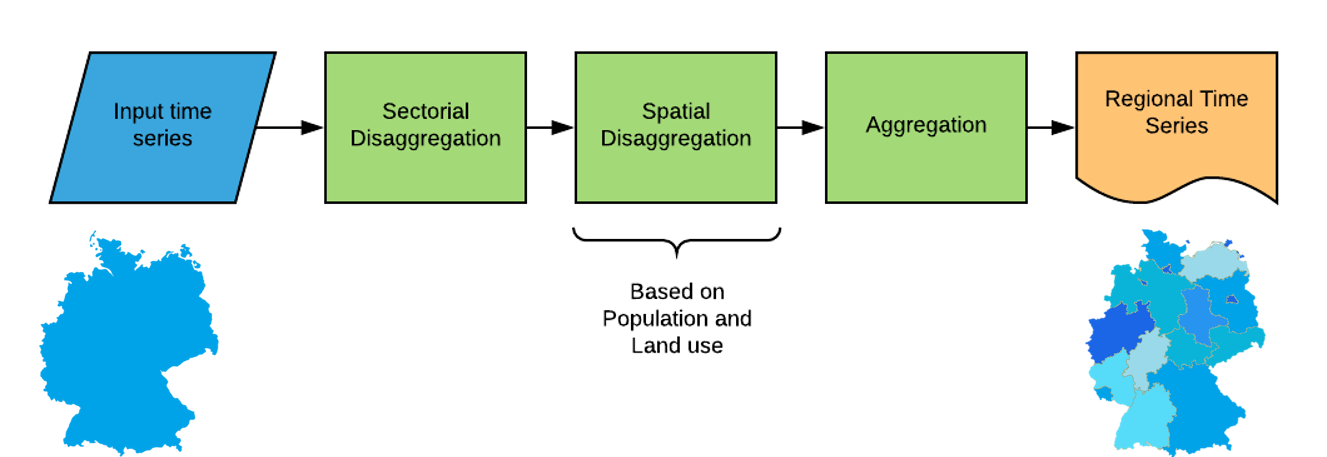 Input time
series
Sectorial
Disaggregation
Spatial
Disaggregation
Aggregation
Regional Time
Series
Based on
Population and
Land use